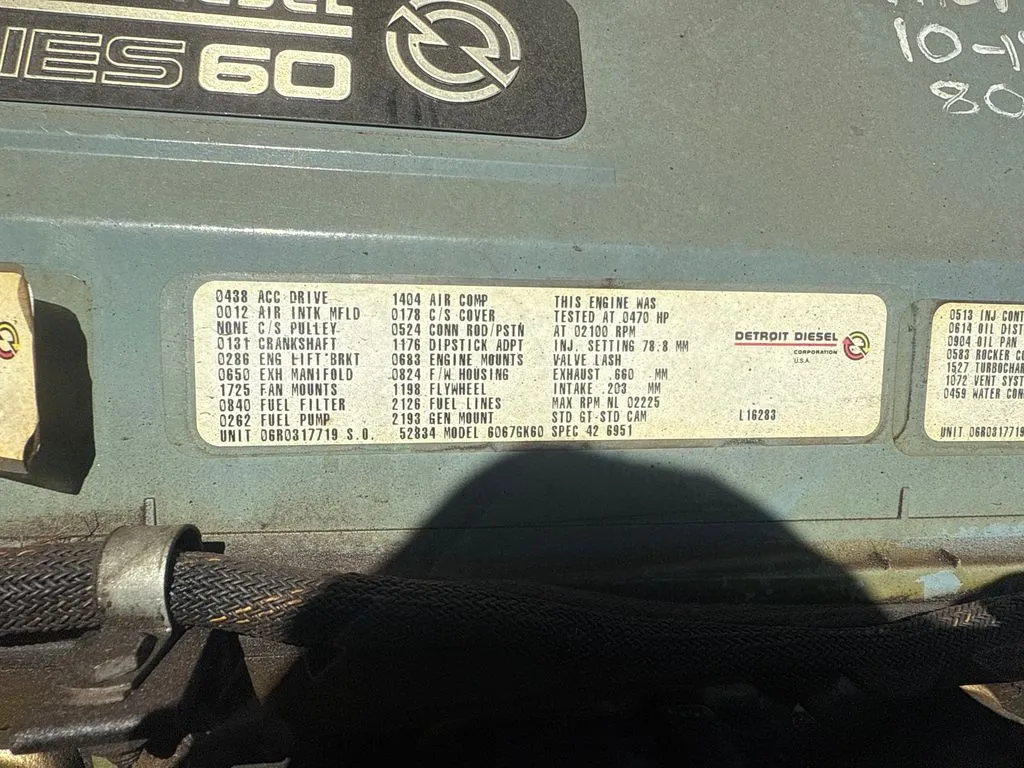 IES 60
10-1
80
0438 ACC DRIVE 1404 AIR COMP THIS ENGINE WAS
0012 AIR INTK MFLD 0178 C/S COVER TESTED AT 0470 HP
NONE C/S PULLEY 0524 CONN ROD/PSTN AT 02100 RPM
0131 CRANKSHAFT 1176 DIPSTICK ADPT INJ. SETTING 78.8 MM
0286 ENG LIFT BRKT 0683 ENGINE MOUNTS VALVE LASH
0650 EXH MANIFOLD 0824 F/W HOUSING EXHAUST .660 MM
1725 FAN MOUNTS 1198 FLYWHEEL INTAKE .203 MM
0840 FUEL FILTER 2126 FUEL LINES MAX RPM NL 02225
0262 FUEL PUMP 2193 GEN MOUNT STD GT-STD CAM L16283
UNIT 06R0317719 S.O. 52834 MODEL 6067GK60 SPEC 42 6951
DETROIT DIESEL
CORPORATION
U.S.A.
0513 INJ CONT
0614 OIL DIST
0904 OIL PAN
0583 ROCKER CO
1527 TURBOCHAR
1072 VENT SYST
0459 WATER CON
UNIT 06R0317719